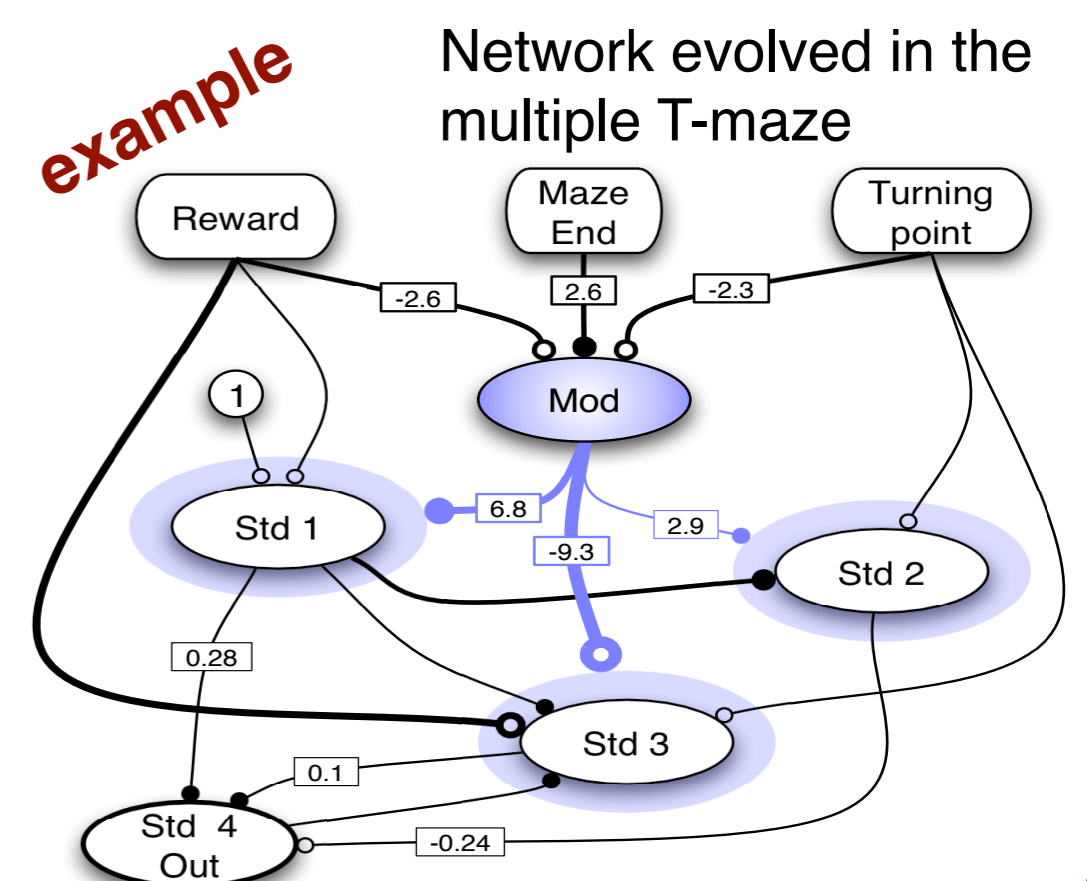 example
Network evolved in the
multiple T-maze
Reward
Maze
End
Turning
point
-2.6
2.6
-2.3
1
Mod
6.8
2.9
-9.3
Std 1
Std 2
0.28
Std 3
0.1
-0.24
Std 4
Out